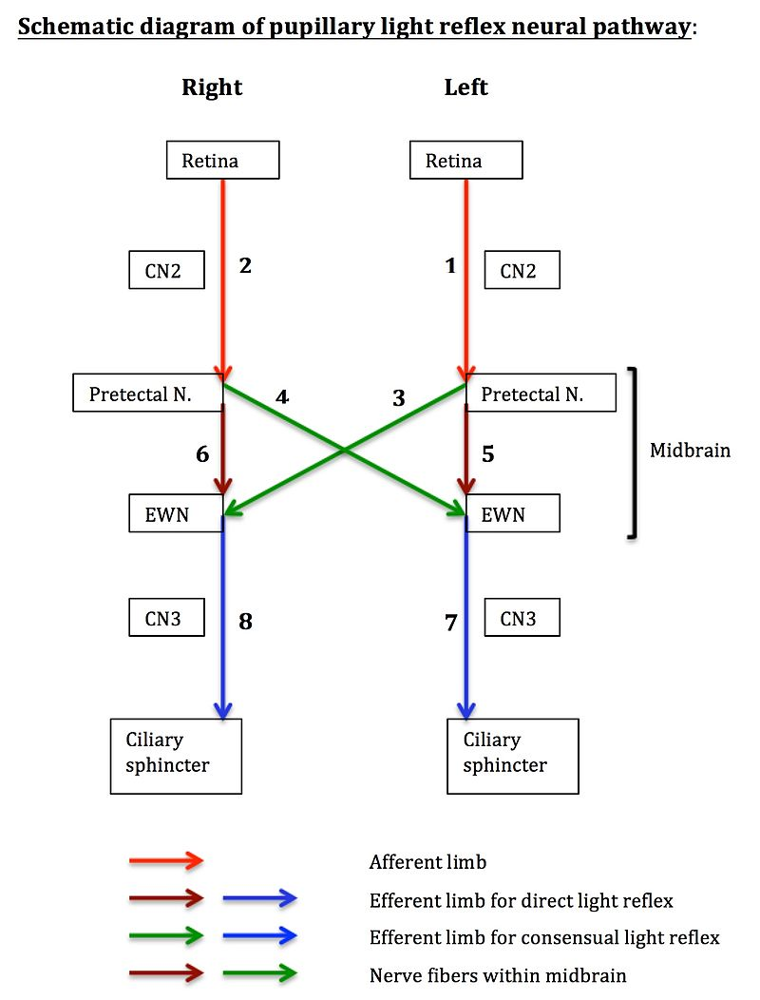 Schematic diagram of pupillary light reflex neural pathway:
Right Left
Retina Retina
CN2 2 1 CN2
Pretectal N. 4 3 Pretectal N.
6 5 Midbrain
EWN EWN
CN3 8 7 CN3
Ciliary Ciliary
sphincter sphincter
Afferent limb
Efferent limb for direct light reflex
Efferent limb for consensual light reflex
Nerve fibers within midbrain